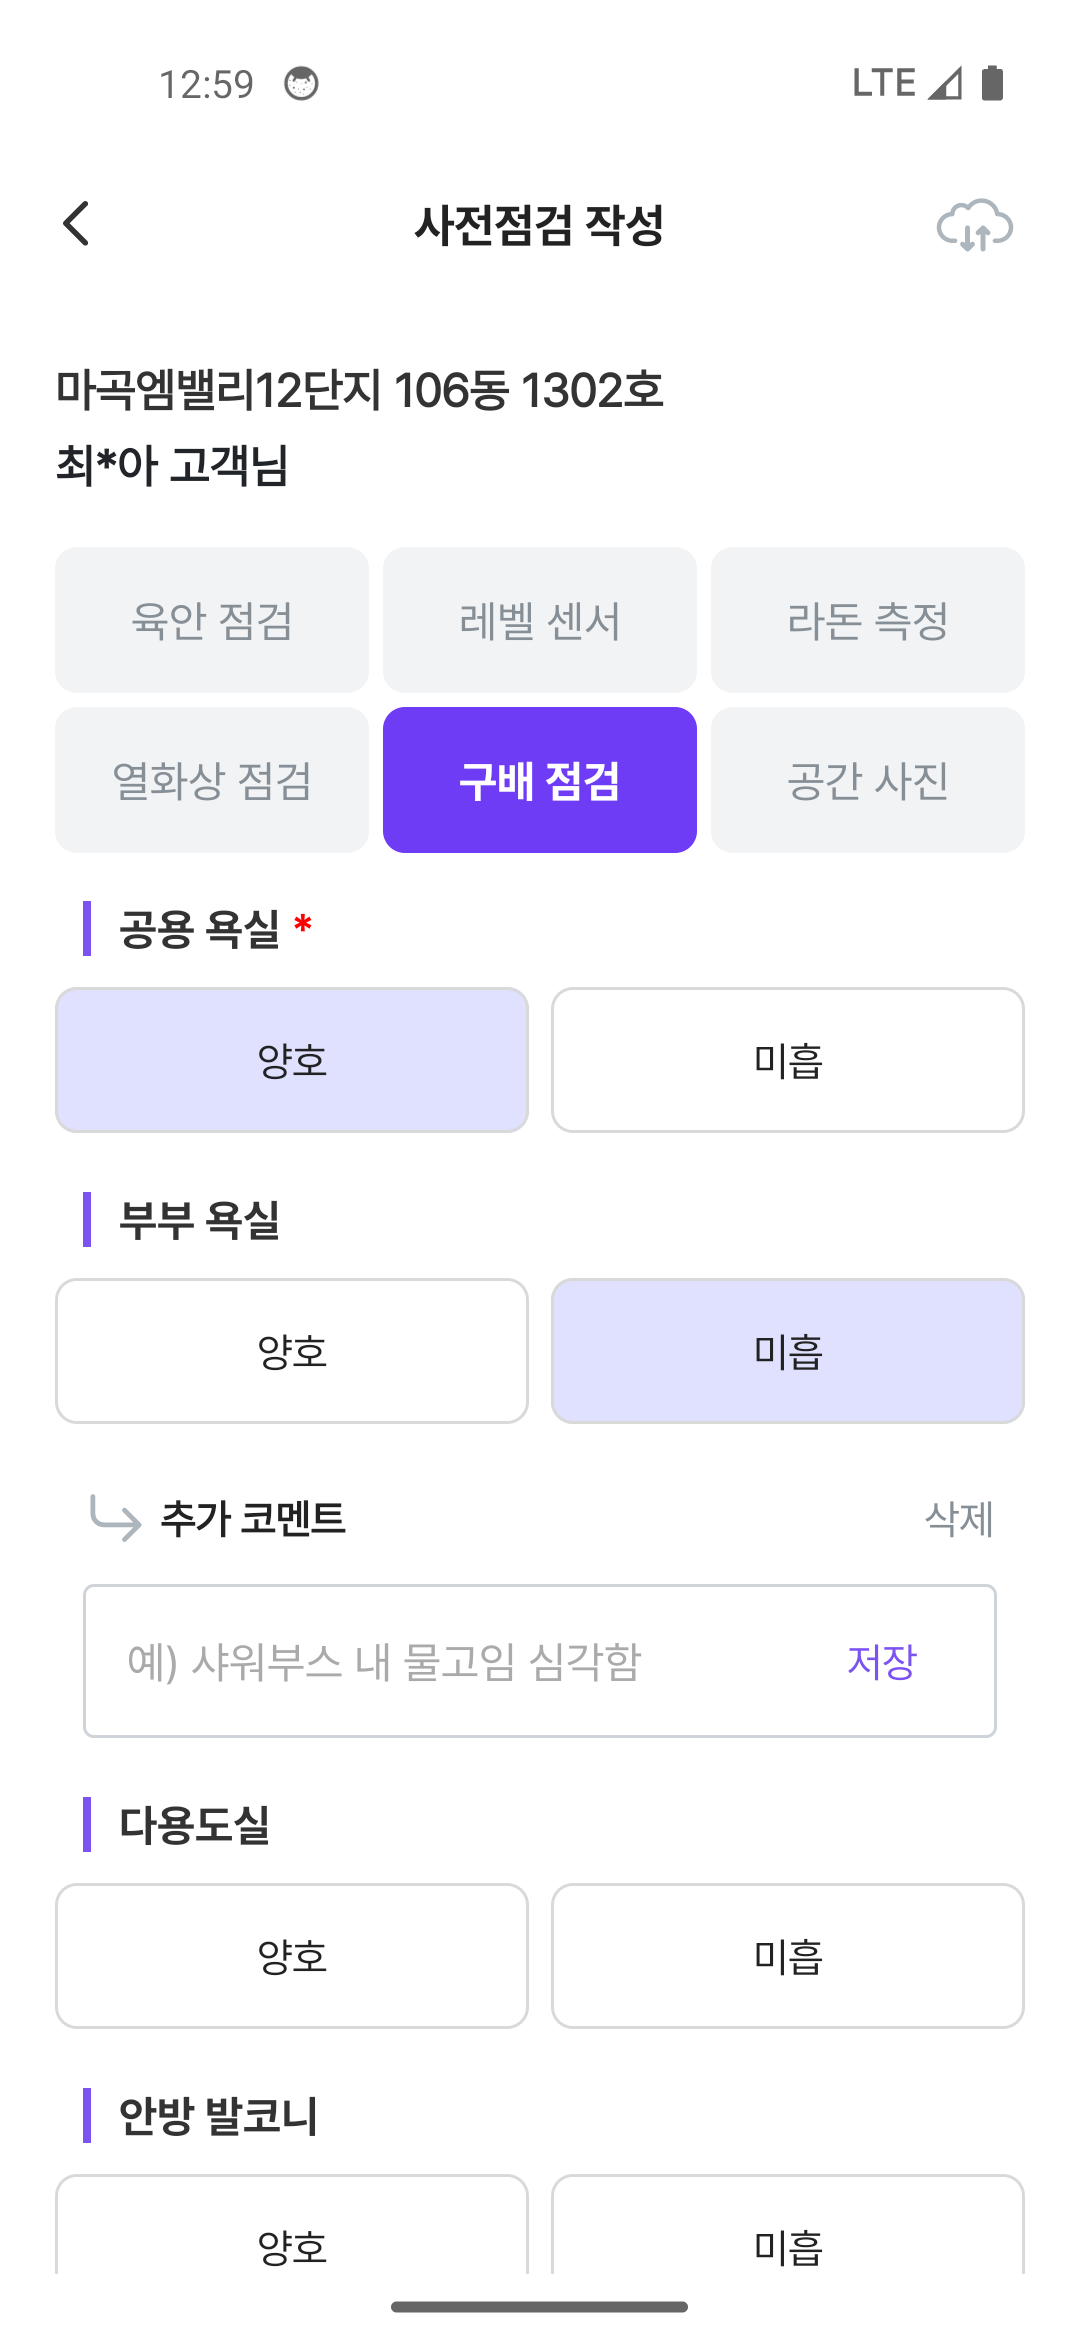 12:59
LTE
사전점검 작성
마곡엠밸리12단지 106동 1302호
최*아 고객님
육안 점검
레벨 센서
라돈 측정
열화상 점검
구배 점검
공간 사진
공용 욕실 *
양호
미흡
부부 욕실
양호
미흡
추가 코멘트
삭제
예) 샤워부스 내 물고임 심각함
저장
다용도실
양호
미흡
안방 발코니
양호
미흡